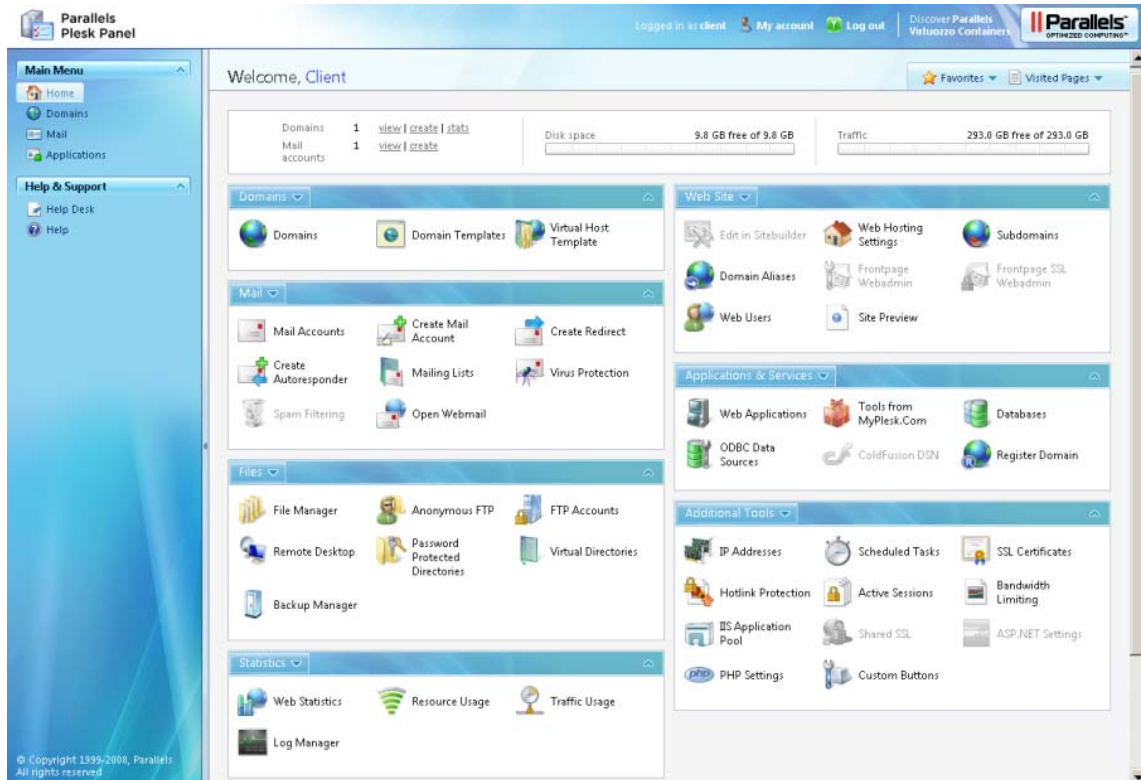 Parallels
Plesk Panel
Logged in as client My account Log out
Discover Parallels
Virtuozzo Containers
Parallels
OPTIMIZED COMPUTING
Main Menu
Home
Domains
Mail
Applications
Help & Support
Help Desk
Help
© Copyright 1999-2008, Parallels
All rights reserved
Welcome, Client
Favorites Visited Pages
Domains 1 view | create | stats
Mail accounts 1 view | create
Disk space 9.8 GB free of 9.8 GB
Traffic 293.0 GB free of 293.0 GB
Domains
Domains
Domain Templates
Virtual Host
Template
Mail
Mail Accounts
Create Mail
Account
Create Redirect
Create
Autoresponder
Mailing Lists
Virus Protection
Spam Filtering
Open Webmail
Files
File Manager
Anonymous FTP
FTP Accounts
Remote Desktop
Password
Protected
Directories
Virtual Directories
Backup Manager
Statistics
Web Statistics
Resource Usage
Traffic Usage
Log Manager
Web Site
Edit in Sitebuilder
Web Hosting
Settings
Subdomains
Domain Aliases
Frontpage
Webadmin
Frontpage SSL
Webadmin
Web Users
Site Preview
Applications & Services
Web Applications
Tools from
MyPlesk.Com
Databases
ODBC Data
Sources
ColdFusion DSN
Register Domain
Additional Tools
IP Addresses
Scheduled Tasks
SSL Certificates
Hotlink Protection
Active Sessions
Bandwidth
Limiting
IIS Application
Pool
Shared SSL
ASP.NET Settings
php PHP Settings
Custom Buttons